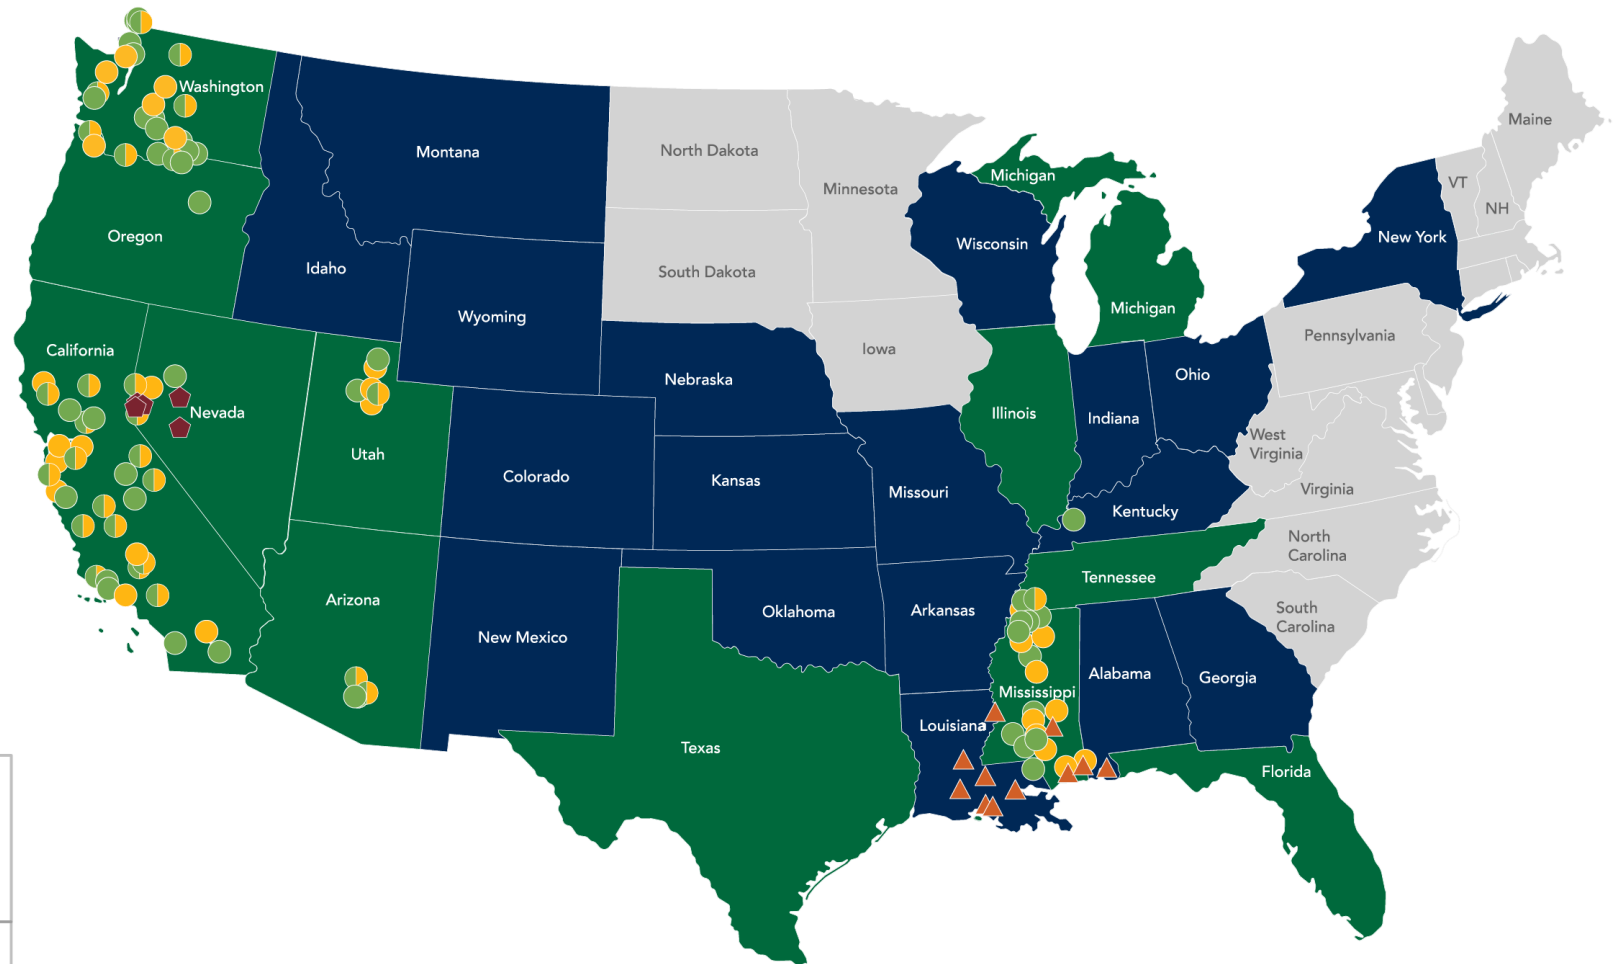 Washington
Montana
North Dakota
Minnesota
Michigan
Maine
VT
NH
Oregon
Idaho
Wisconsin
New York
South Dakota
Wyoming
Michigan
Pennsylvania
California
Iowa
Nebraska
Ohio
Nevada
Illinois
Indiana
West
Virginia
Utah
Colorado
Kansas
Missouri
Virginia
Kentucky
North
Carolina
Tennessee
Arizona
Oklahoma
Arkansas
South
Carolina
New Mexico
Mississippi
Alabama
Georgia
Louisiana
Texas
Florida